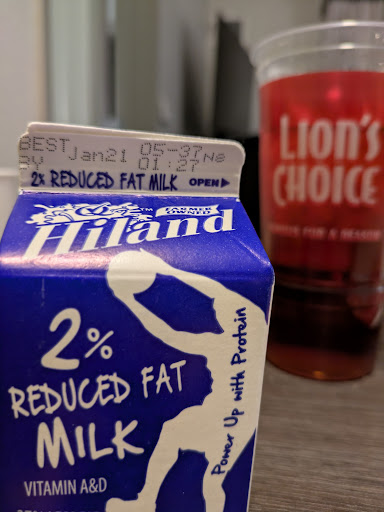 BEST Jan21 05-37 No
BY 01:27
2% REDUCED FAT MILK OPEN
FARMER OWNED
Hiland
2%
REDUCED FAT
MILK
VITAMIN A&D
Power Up with Protein
LION'S
CHOICE